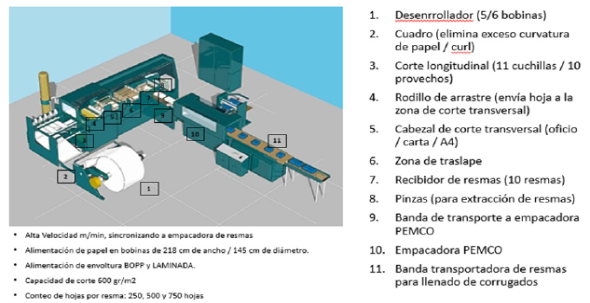 1. Desenrrollador (5/6 bobinas)
2. Cuadro (elimina exceso curvatura
de papel / curl)
3. Corte longitudinal (11 cuchillas / 10
provechos)
4. Rodillo de arrastre (envía hoja a la
zona de corte transversal)
5. Cabezal de corte transversal (oficio
/ carta / A4)
6. Zona de traslape
7. Recibidor de resmas (10 resmas)
8. Pinzas (para extracción de resmas)
9. Banda de transporte a empacadora
PEMCO
10. Empacadora PEMCO
11. Banda transportadora de resmas
para llenado de corrugados
2
1
9
10
11
• Alta Velocidad m/min, sincronizando a empacadora de resmas
• Alimentación de papel en bobinas de 218 cm de ancho / 145 cm de diámetro.
• Alimentación de envoltura BOPP y LAMINADA.
• Capacidad de corte 600 gr/m2
• Conteo de hojas por resma: 250, 500 y 750 hojas